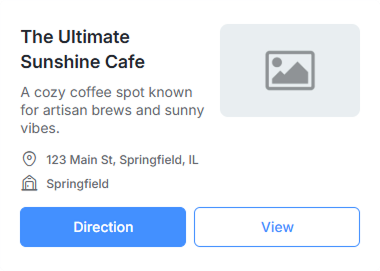 The Ultimate
Sunshine Cafe
A cozy coffee spot known
for artisan brews and sunny
vibes.
123 Main St, Springfield, IL
Springfield
Direction
View